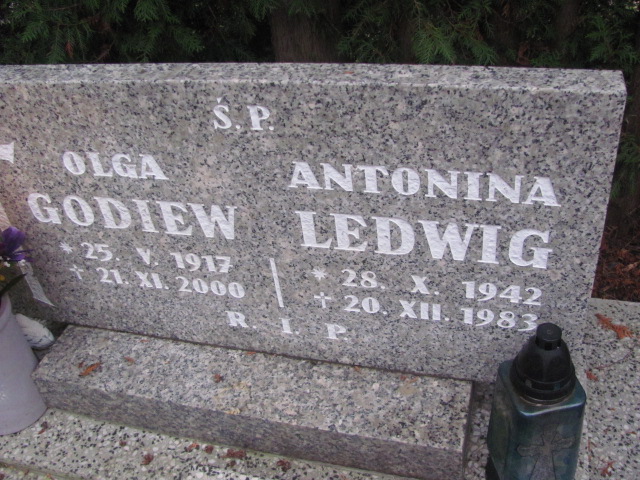 Ś.P.
OLGA
GODIEW
* 25. V. 1917
+ 21. XI. 2000
ANTONINA
LEDWIG
* 28. X. 1942
+ 20. XII. 1983
R. I. P.